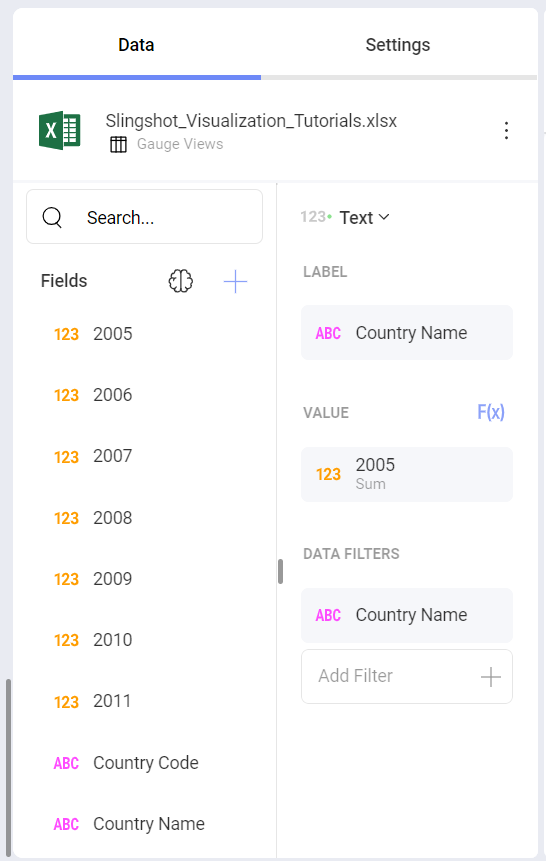 Data
Settings
X
Slingshot_Visualization_Tutorials.xlsx
Gauge Views
Search...
Fields
123 2005
123 2006
123 2007
123 2008
123 2009
123 2010
123 2011
ABC Country Code
ABC Country Name
123 Text
LABEL
ABC Country Name
VALUE F(x)
123 2005
Sum
DATA FILTERS
ABC Country Name
Add Filter